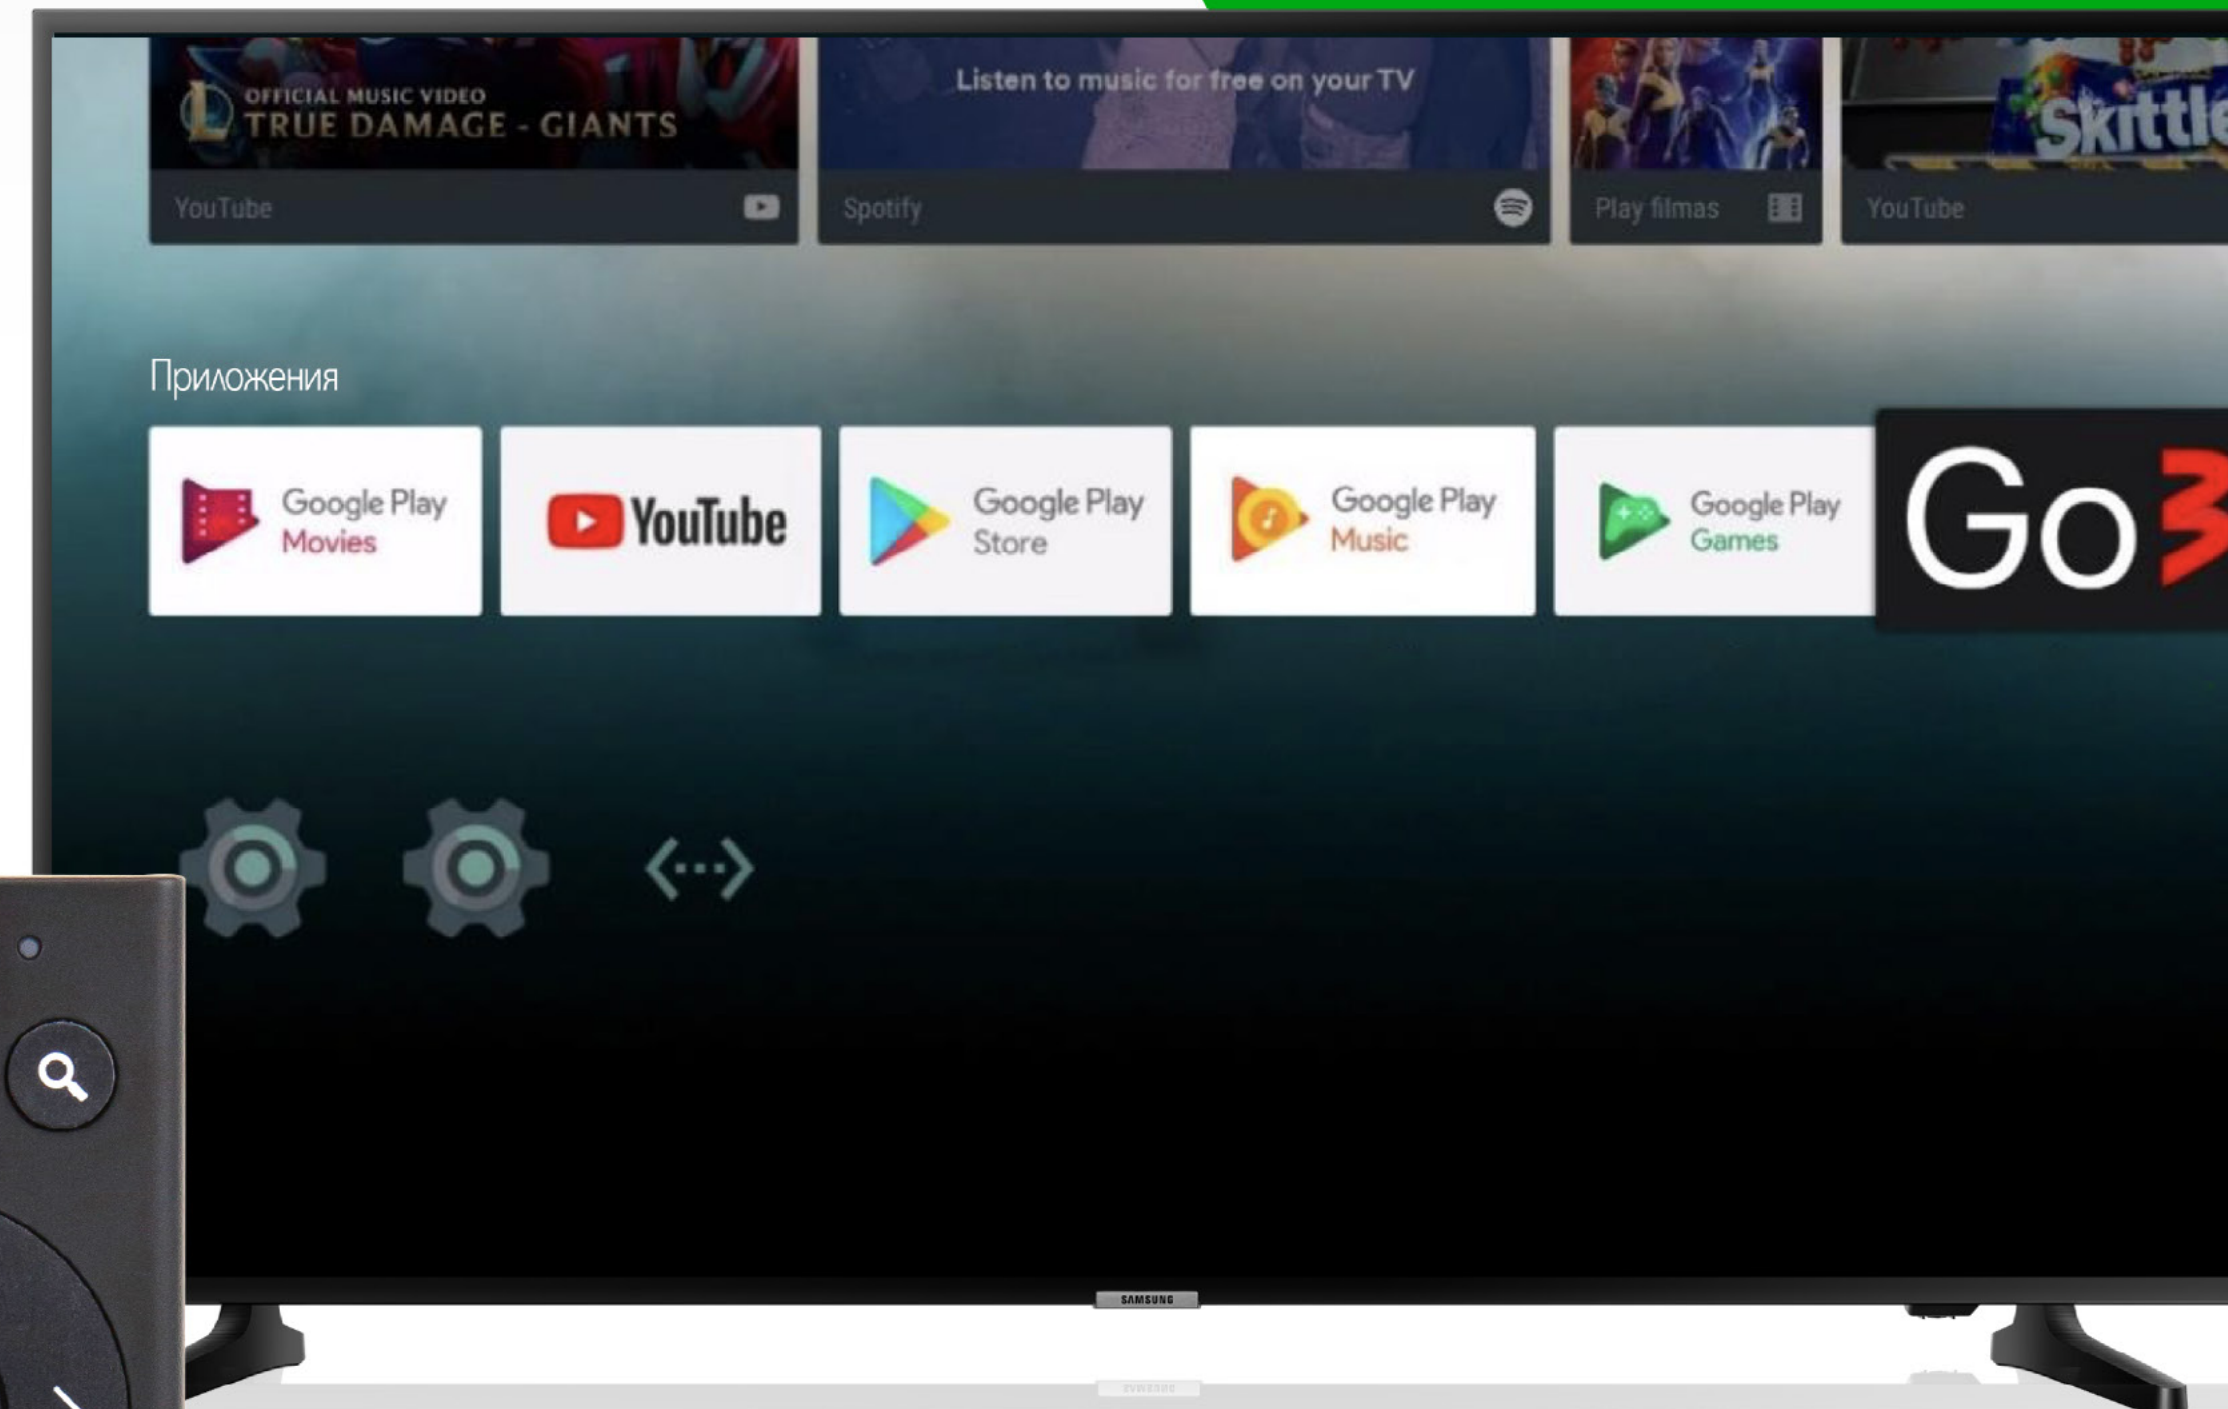 OFFICIAL MUSIC VIDEO
TRUE DAMAGE - GIANTS
Listen to music for free on your TV
Skittle
YouTube
Spotify
Play filmas
YouTube
Приложения
Google Play
Movies
YouTube
Google Play
Store
Google Play
Music
Google Play
Games
Go3
SAMSUNG